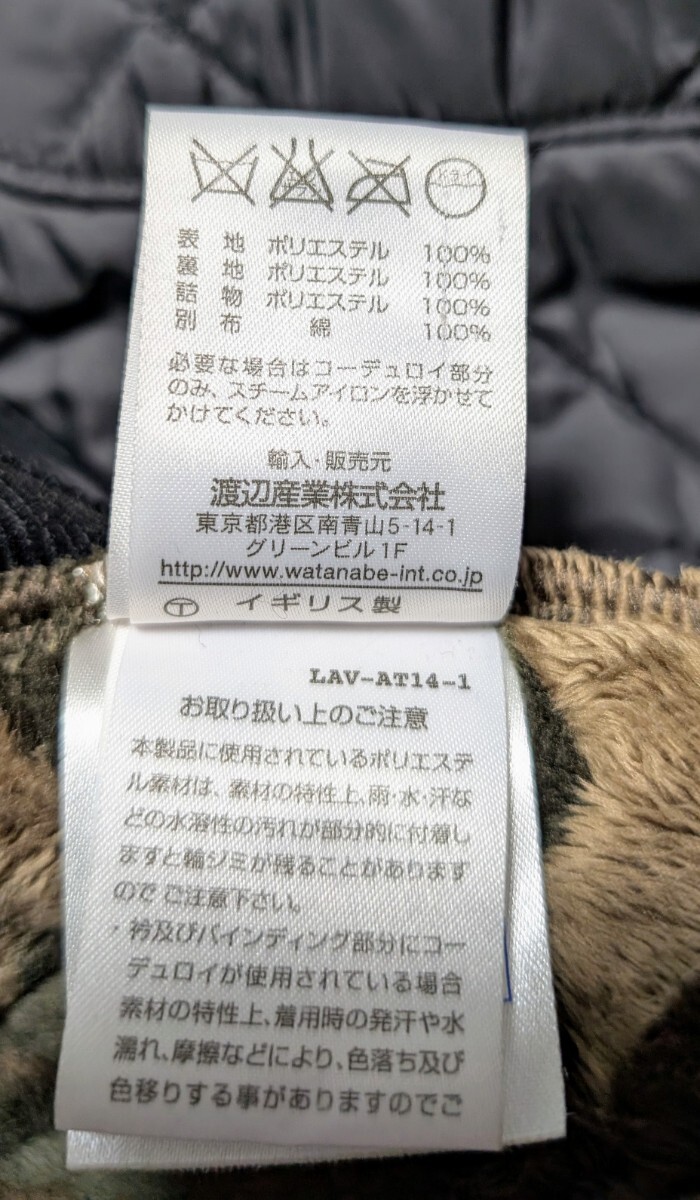 エンソ
サラシ
ドライ
表 地 ポリエステル 100%
裏 地 ポリエステル 100%
詰 物 ポリエステル 100%
別 布 綿 100%
必要な場合はコーデュロイ部分
のみ、スチームアイロンを浮かせて
かけてください。
輸入・販売元
渡辺産業株式会社
東京都港区南青山5-14-1
グリーンビル1F
http://www.watanabe-int.co.jp
Ⓣ イギリス製
LAV-AT14-1
お取り扱い上のご注意
本製品に使用されているポリエステ
ル素材は、素材の特性上、雨・水・汗な
どの水溶性の汚れが部分的に付着し
ますと輪ジミが残ることがあります
のでご注意下さい。
・衿及びバインディング部分にコー
デュロイが使用されている場合
素材の特性上、着用時の発汗や水
濡れ、摩擦などにより、色落ち及び
色移りする事がありますのでご